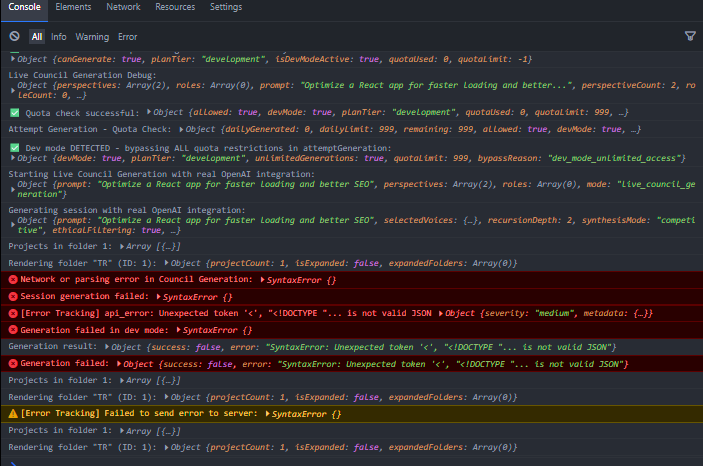 Console Elements Network Resources Settings
All Info Warning Error
Object {canGenerate: true, planTier: "development", isDevModeActive: true, quotaUsed: 0, quotaLimit: -1}
Live Council Generation Debug:
Object {perspectives: Array(2), roles: Array(0), prompt: "Optimize a React app for faster loading and better...", perspectiveCount: 2, ro
leCount: 0, …}
✅ Quota check successful: Object {allowed: true, devMode: true, planTier: "development", quotaUsed: 0, quotaLimit: 999, …}
Attempt Generation - Quota Check: Object {dailyGenerated: 0, dailyLimit: 999, remaining: 999, allowed: true, devMode: true, …}
✅ Dev mode DETECTED - bypassing ALL quota restrictions in attemptGeneration:
Object {devMode: true, planTier: "development", unlimitedGenerations: true, quotaLimit: 999, bypassReason: "dev_mode_unlimited_access"}
Starting Live Council Generation with real OpenAI integration:
Object {prompt: "Optimize a React app for faster loading and better SEO", perspectives: Array(2), roles: Array(0), mode: "live_council_ge
neration"}
Generating session with real OpenAI integration:
Object {prompt: "Optimize a React app for faster loading and better SEO", selectedVoices: {…}, recursionDepth: 2, synthesisMode: "compet
itive", ethicalFiltering: true, …}
Projects in folder 1: Array [{…}]
Rendering folder "TR" (ID: 1): Object {projectCount: 1, isExpanded: false, expandedFolders: Array(0)}
Network or parsing error in Council Generation: SyntaxError {}
Session generation failed: SyntaxError {}
[Error Tracking] api_error: Unexpected token '<', "<!DOCTYPE "... is not valid JSON Object {severity: "medium", metadata: {…}}
Generation failed in dev mode: SyntaxError {}
Generation result: Object {success: false, error: "SyntaxError: Unexpected token '<', "<!DOCTYPE "... is not valid JSON"}
Generation failed: Object {success: false, error: "SyntaxError: Unexpected token '<', "<!DOCTYPE "... is not valid JSON"}
Projects in folder 1: Array [{…}]
Rendering folder "TR" (ID: 1): Object {projectCount: 1, isExpanded: false, expandedFolders: Array(0)}
[Error Tracking] Failed to send error to server: SyntaxError {}
Projects in folder 1: Array [{…}]
Rendering folder "TR" (ID: 1): Object {projectCount: 1, isExpanded: false, expandedFolders: Array(0)}